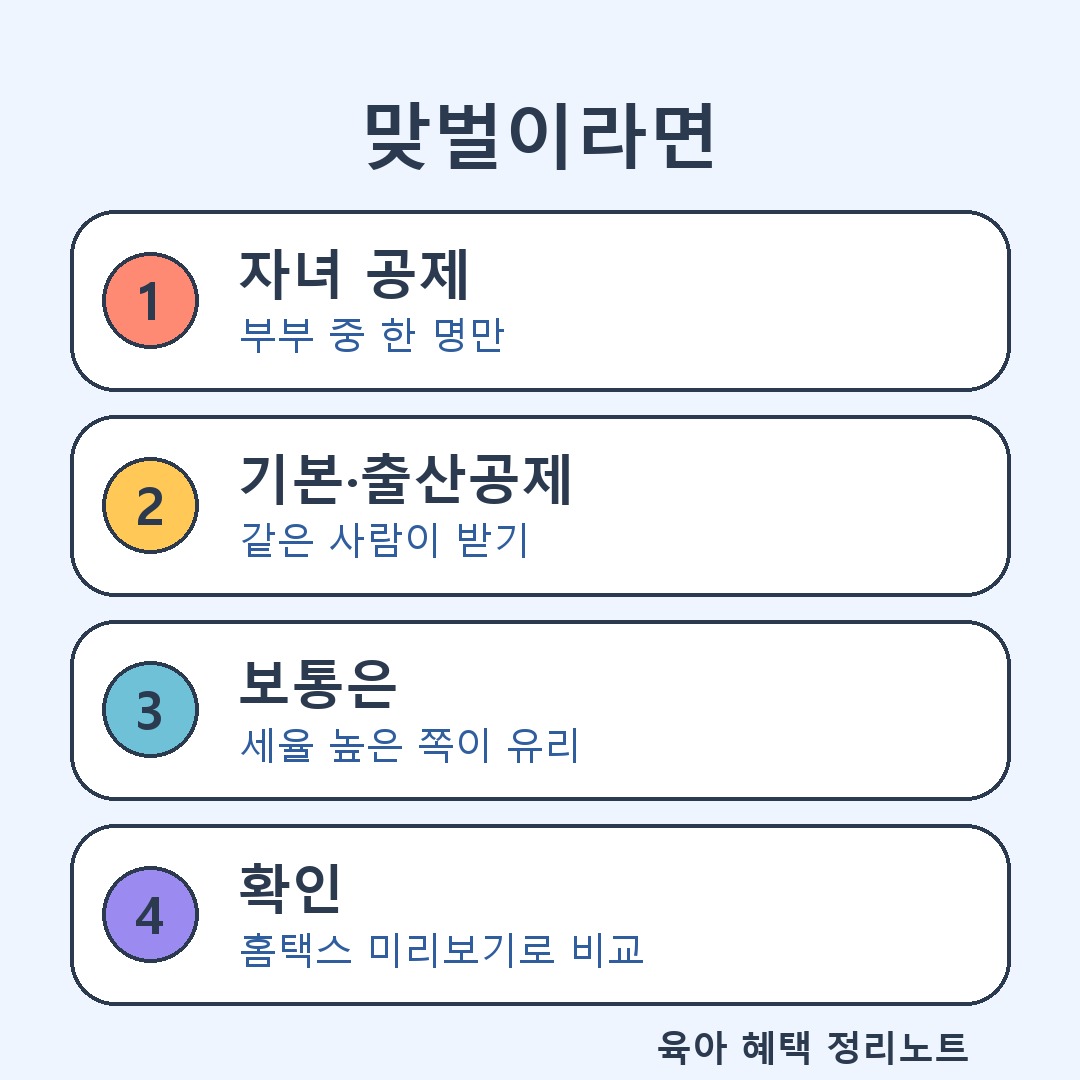 맞벌이라면
1
자녀 공제
부부 중 한 명만
2
기본·출산공제
같은 사람이 받기
3
보통은
세율 높은 쪽이 유리
4
확인
홈택스 미리보기로 비교
육아 혜택 정리노트